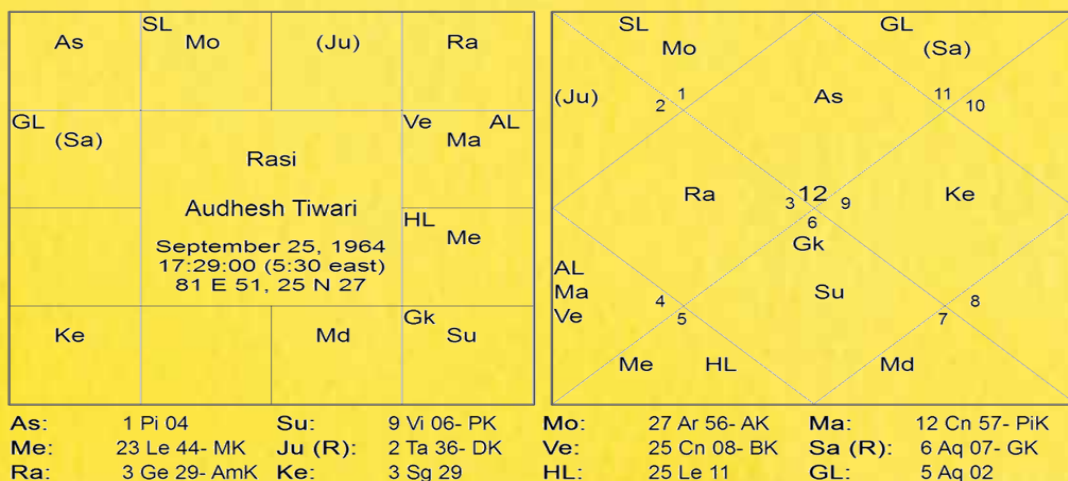 SL
As Mo (Ju) Ra
GL
(Sa)
Ve AL
Ma
Rasi
Audhesh Tiwari
September 25, 1964
17:29:00 (5:30 east)
81 E 51, 25 N 27
HL
Me
Ke Md
Gk
Su
SL
Mo
GL
(Sa)
(Ju)
2 1
As
11 10
Ra
3 12 9
6
Ke
Gk
AL
Ma
Ve
4
5
Su
8
7
Me HL
Md
As: 1 Pi 04 Su: 9 Vi 06- PK Mo: 27 Ar 56- AK Ma: 12 Cn 57- PiK
Me: 23 Le 44- MK Ju (R): 2 Ta 36- DK Ve: 25 Cn 08- BK Sa (R): 6 Aq 07- GK
Ra: 3 Ge 29- AmK Ke: 3 Sg 29 HL: 25 Le 11 GL: 5 Aq 02